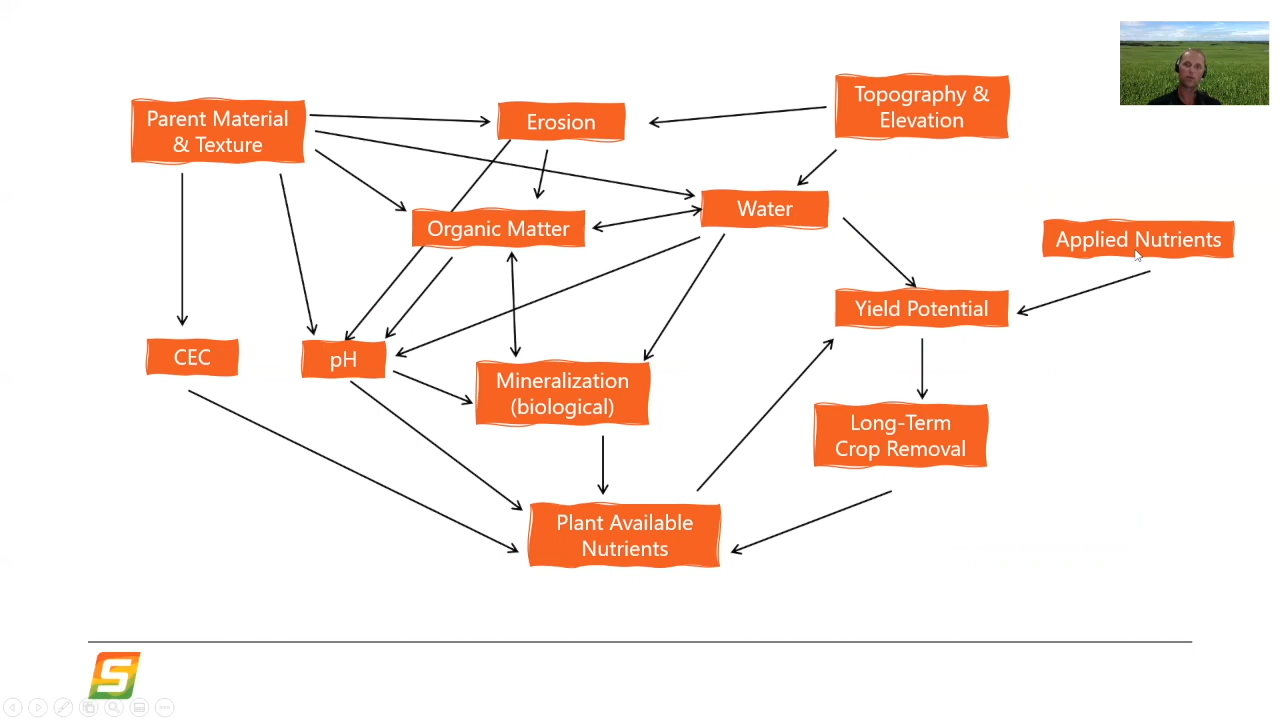 Parent Material
& Texture
Erosion
Topography &
Elevation
Organic Matter
Water
Applied Nutrients
Yield Potential
CEC
pH
Mineralization
(biological)
Long-Term
Crop Removal
Plant Available
Nutrients
S